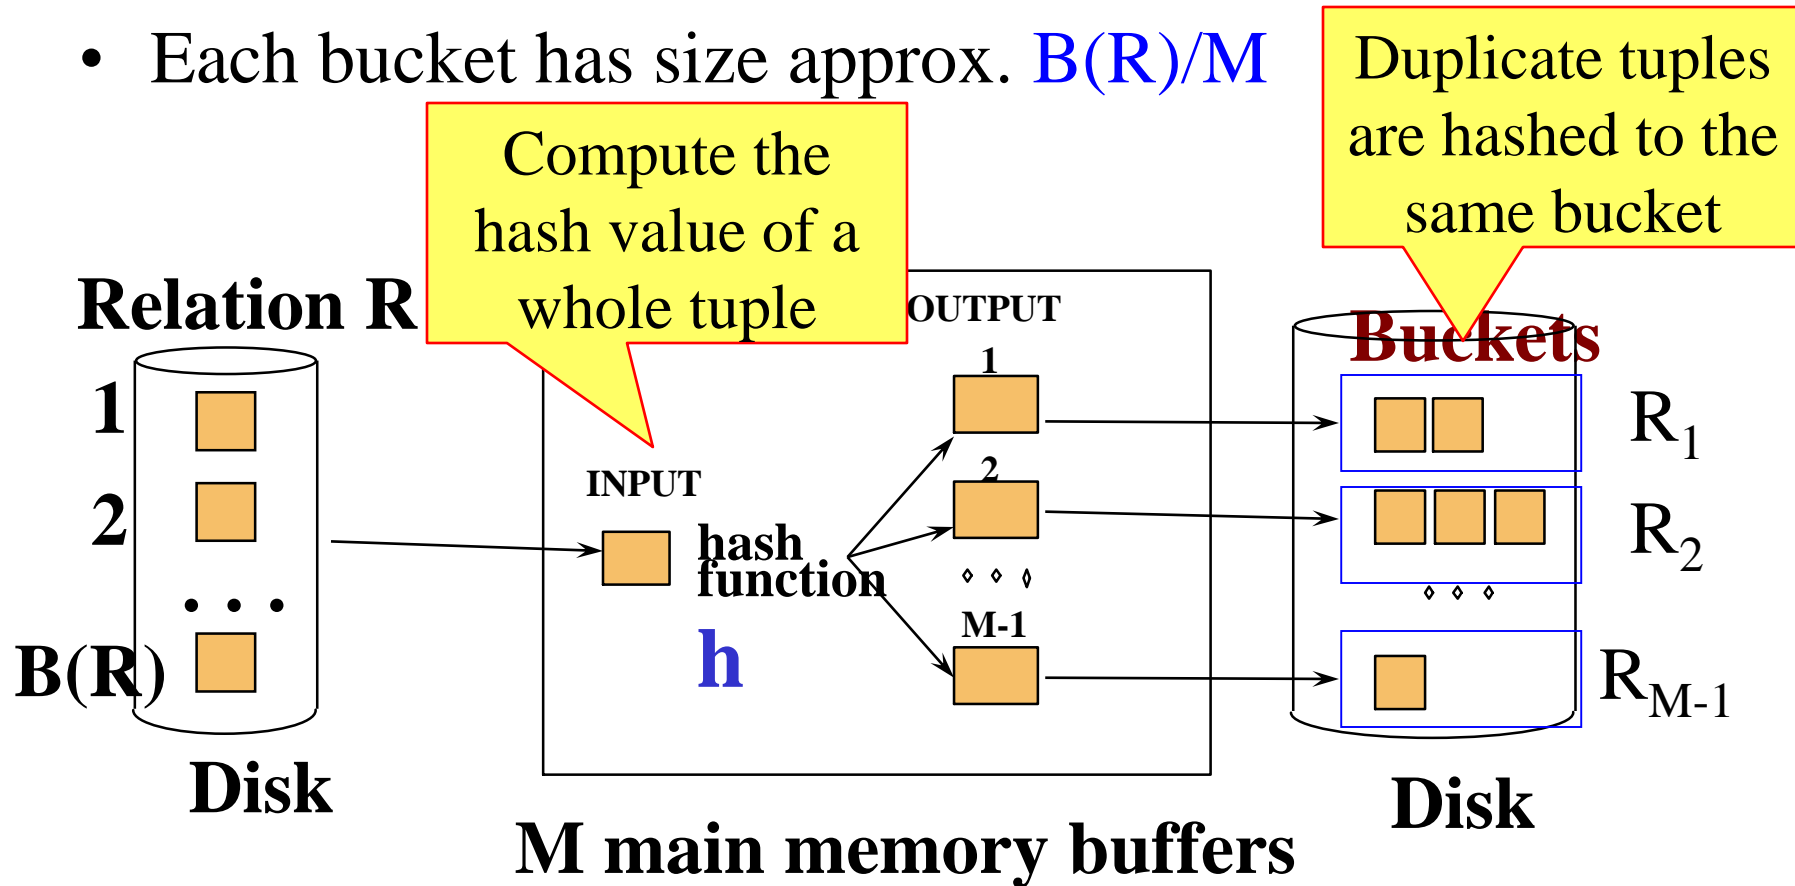 • Each bucket has size approx. B(R)/M
Duplicate tuples
are hashed to the
same bucket
Compute the
hash value of a
whole tuple
Relation R
OUTPUT
Buckets
1
1
R1
INPUT
2
2
hash
function
R2
. . .
M-1
B(R)
h
RM-1
Disk
Disk
M main memory buffers